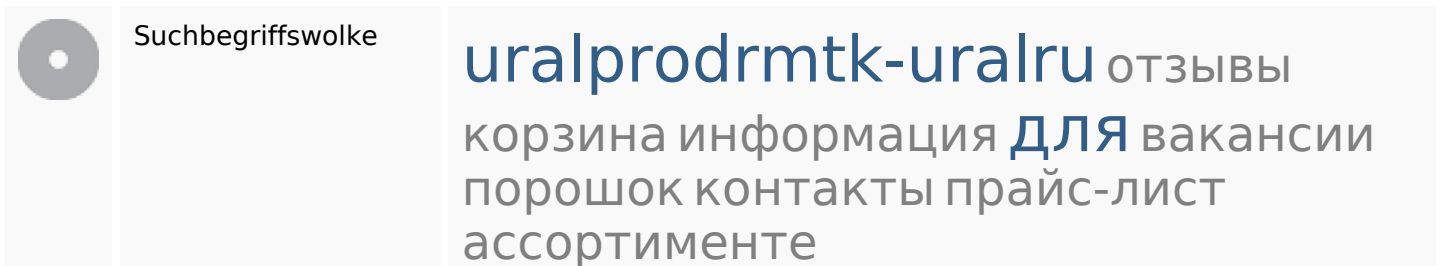 Suchbegriffswolke
uralprodrmtk-uralru отзывы
корзина информация для вакансии
порошок контакты прайс-лист
ассортименте